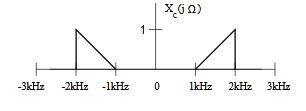 X_c(j Ω)
1
-3kHz -2kHz -1kHz 0 1kHz 2kHz 3kHz